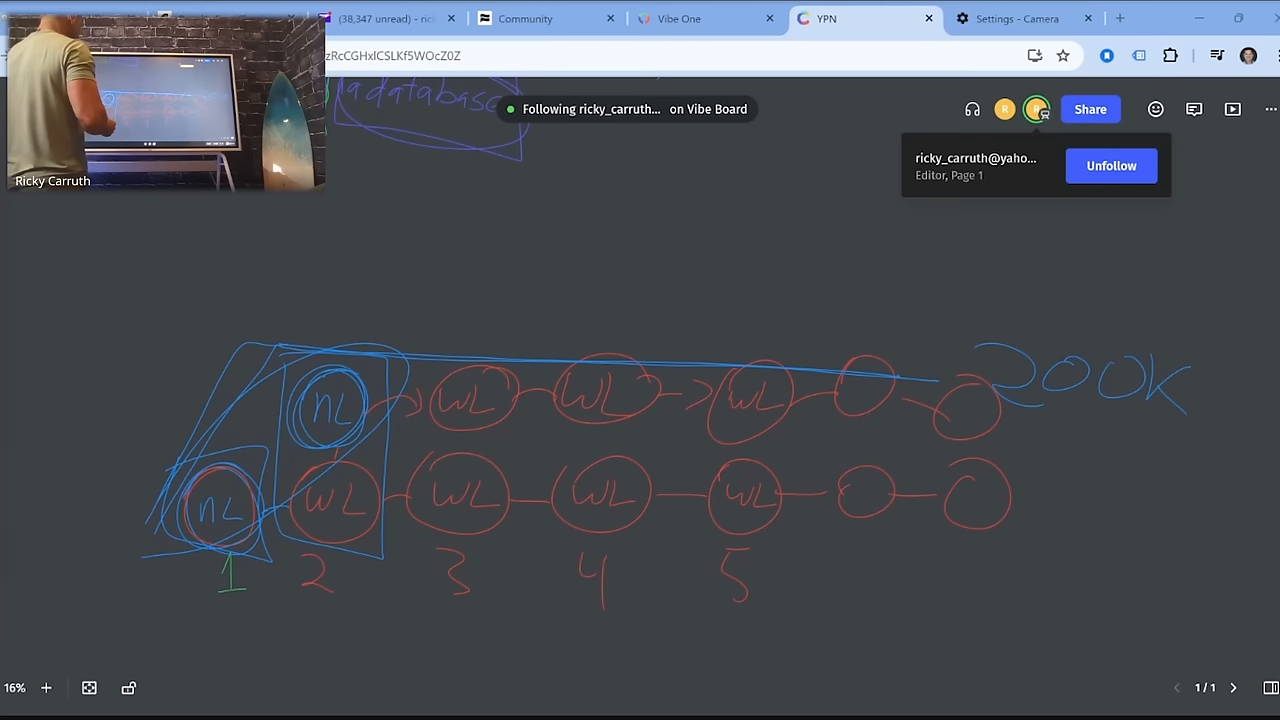 (38,347 unread) - rick
Community
Vibe One
YPN
Settings - Camera
zRcCGHxICSLKf5WOcZ0Z
a database
Following ricky_carruth... on Vibe Board
R
Share
ricky_carruth@yaho...
Editor, Page 1
Unfollow
Ricky Carruth
200K
nL WL WL WL
nL WL WL WL WL
1 2 3 4 5
16%
1/1